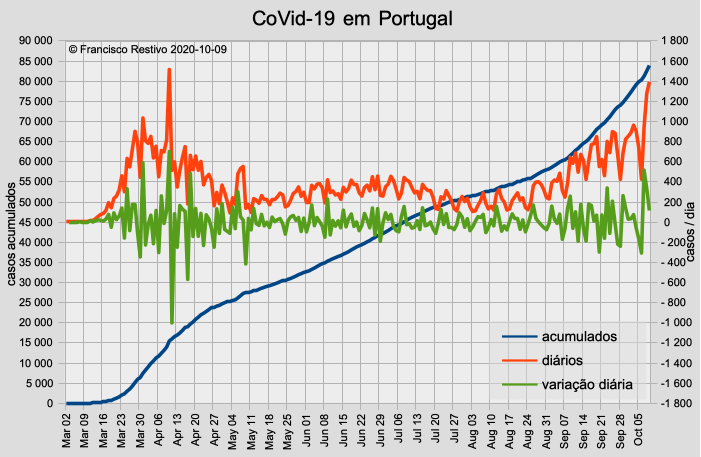 CoVid-19 em Portugal
© Francisco Restivo 2020-10-09
casos acumulados
90 000
85 000
80 000
75 000
70 000
65 000
60 000
55 000
50 000
45 000
40 000
35 000
30 000
25 000
20 000
15 000
10 000
5 000
0
1 800
1 600
1 400
1 200
1 000
800
600
400
200
0
-200
-400
-600
-800
-1 000
-1 200
-1 400
-1 600
-1 800
casos / dia
acumulados
diários
variação diária
Mar 02
Mar 09
Mar 16
Mar 23
Mar 30
Apr 06
Apr 13
Apr 20
Apr 27
May 04
May 11
May 18
May 25
Jun 01
Jun 08
Jun 15
Jun 22
Jun 29
Jul 06
Jul 13
Jul 20
Jul 27
Aug 03
Aug 10
Aug 17
Aug 24
Aug 31
Sep 07
Sep 14
Sep 21
Sep 28
Oct 05